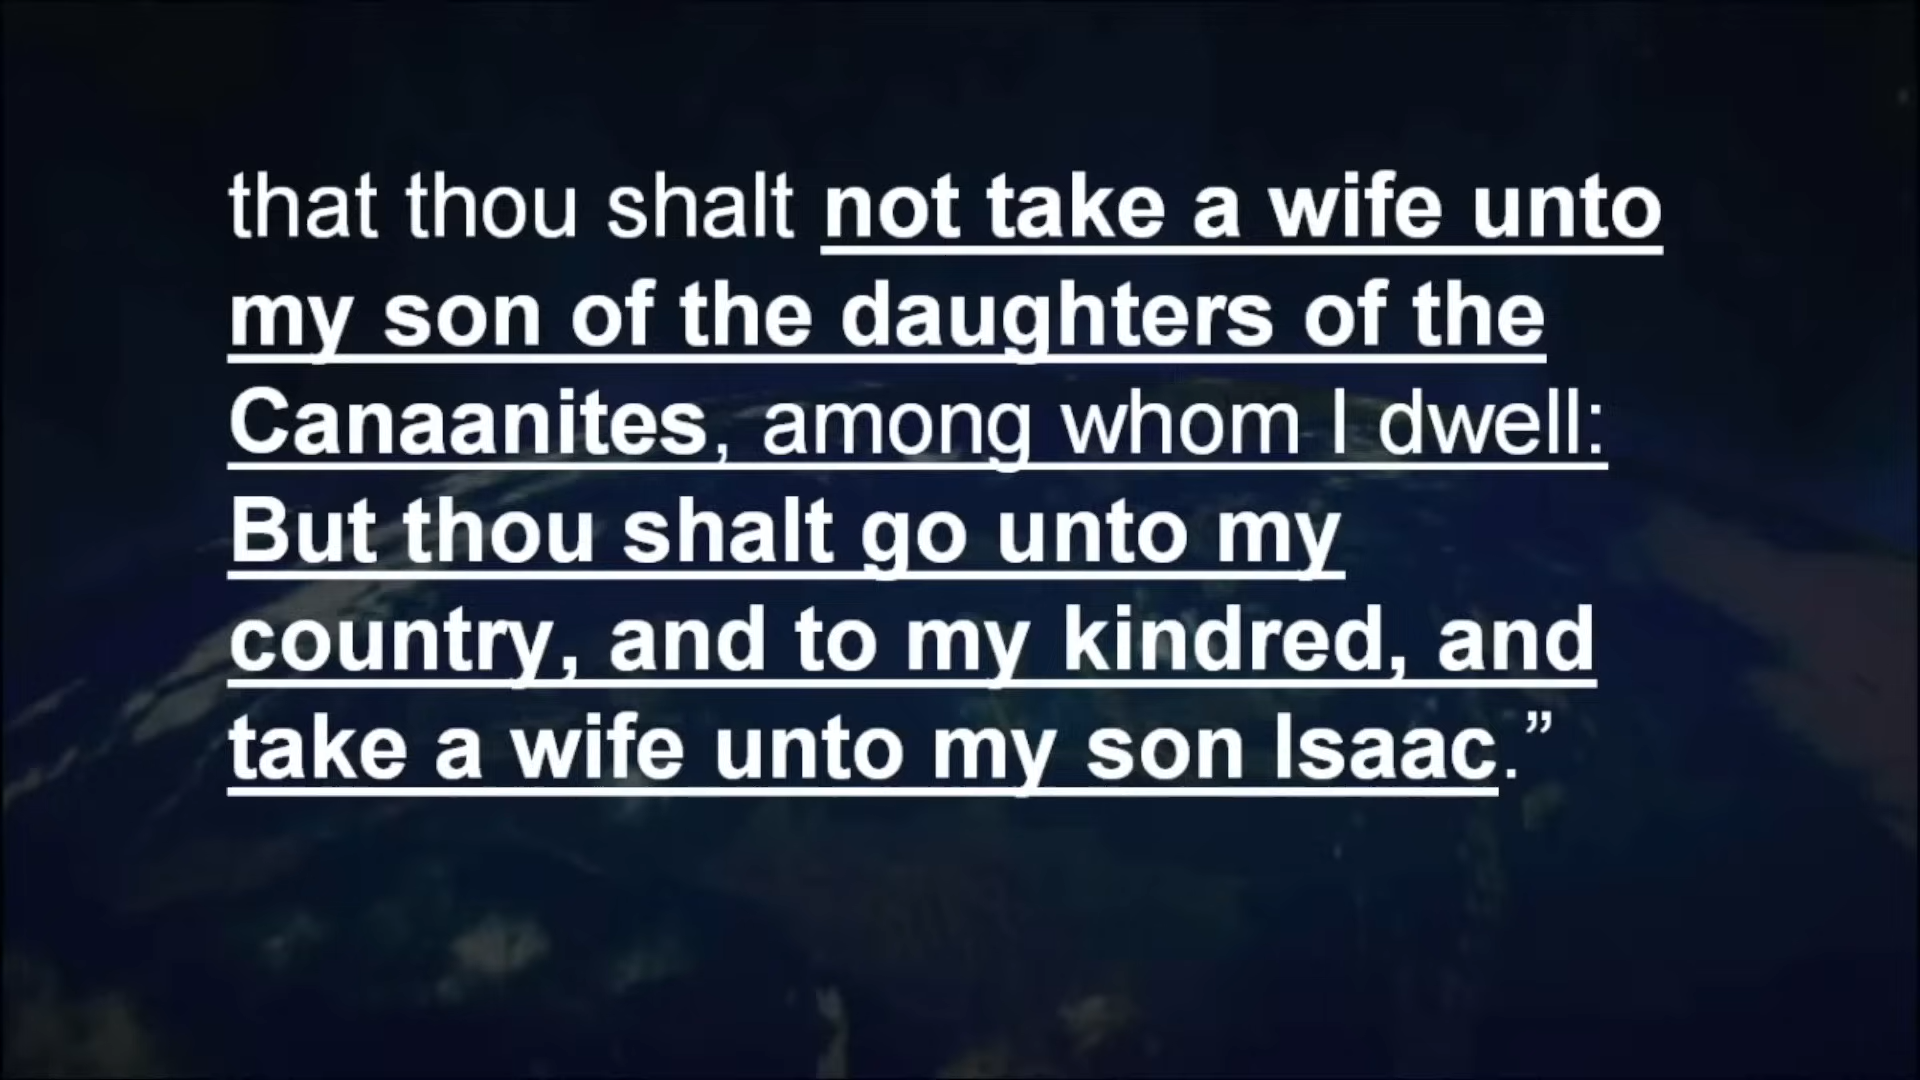 that thou shalt not take a wife unto
my son of the daughters of the
Canaanites, among whom I dwell:
But thou shalt go unto my
country, and to my kindred, and
take a wife unto my son Isaac.”